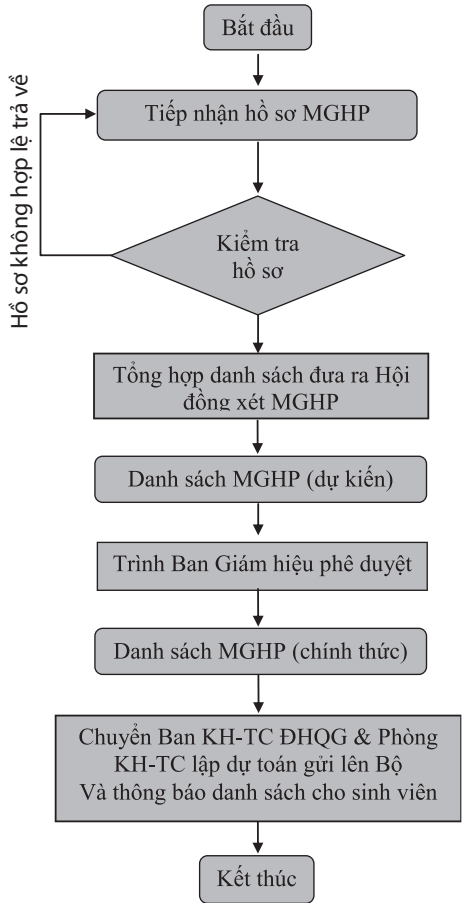 Bắt đầu
Tiếp nhận hồ sơ MGHP
Hồ sơ không hợp lệ trả về
Kiểm tra
hồ sơ
Tổng hợp danh sách đưa ra Hội
đồng xét MGHP
Danh sách MGHP (dự kiến)
Trình Ban Giám hiệu phê duyệt
Danh sách MGHP (chính thức)
Chuyển Ban KH-TC ĐHQG & Phòng
KH-TC lập dự toán gửi lên Bộ
Và thông báo danh sách cho sinh viên
Kết thúc